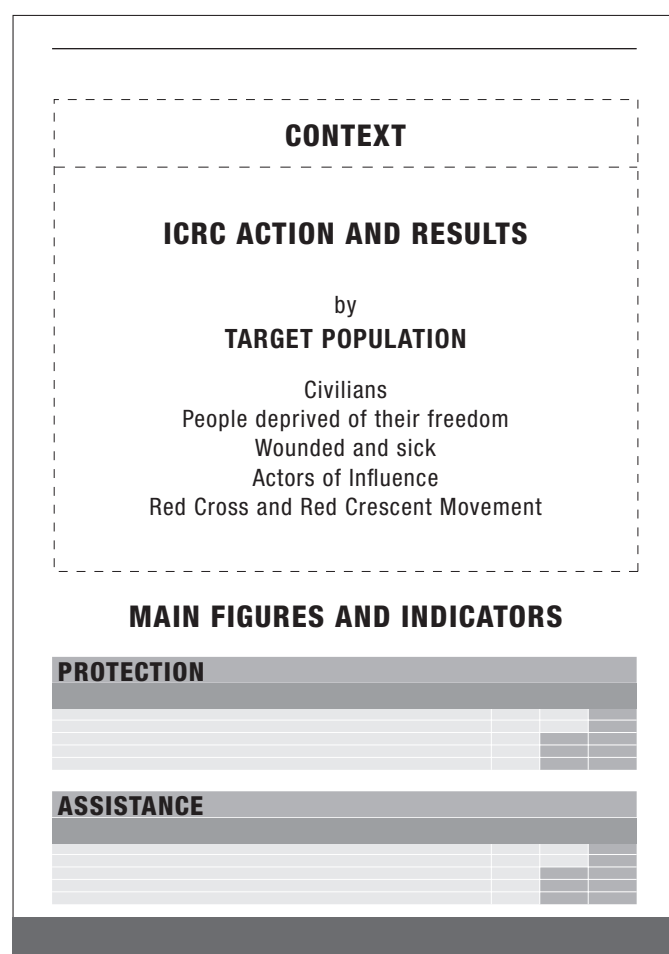 CONTEXT
ICRC ACTION AND RESULTS
by
TARGET POPULATION
Civilians
People deprived of their freedom
Wounded and sick
Actors of Influence
Red Cross and Red Crescent Movement
MAIN FIGURES AND INDICATORS
PROTECTION
ASSISTANCE